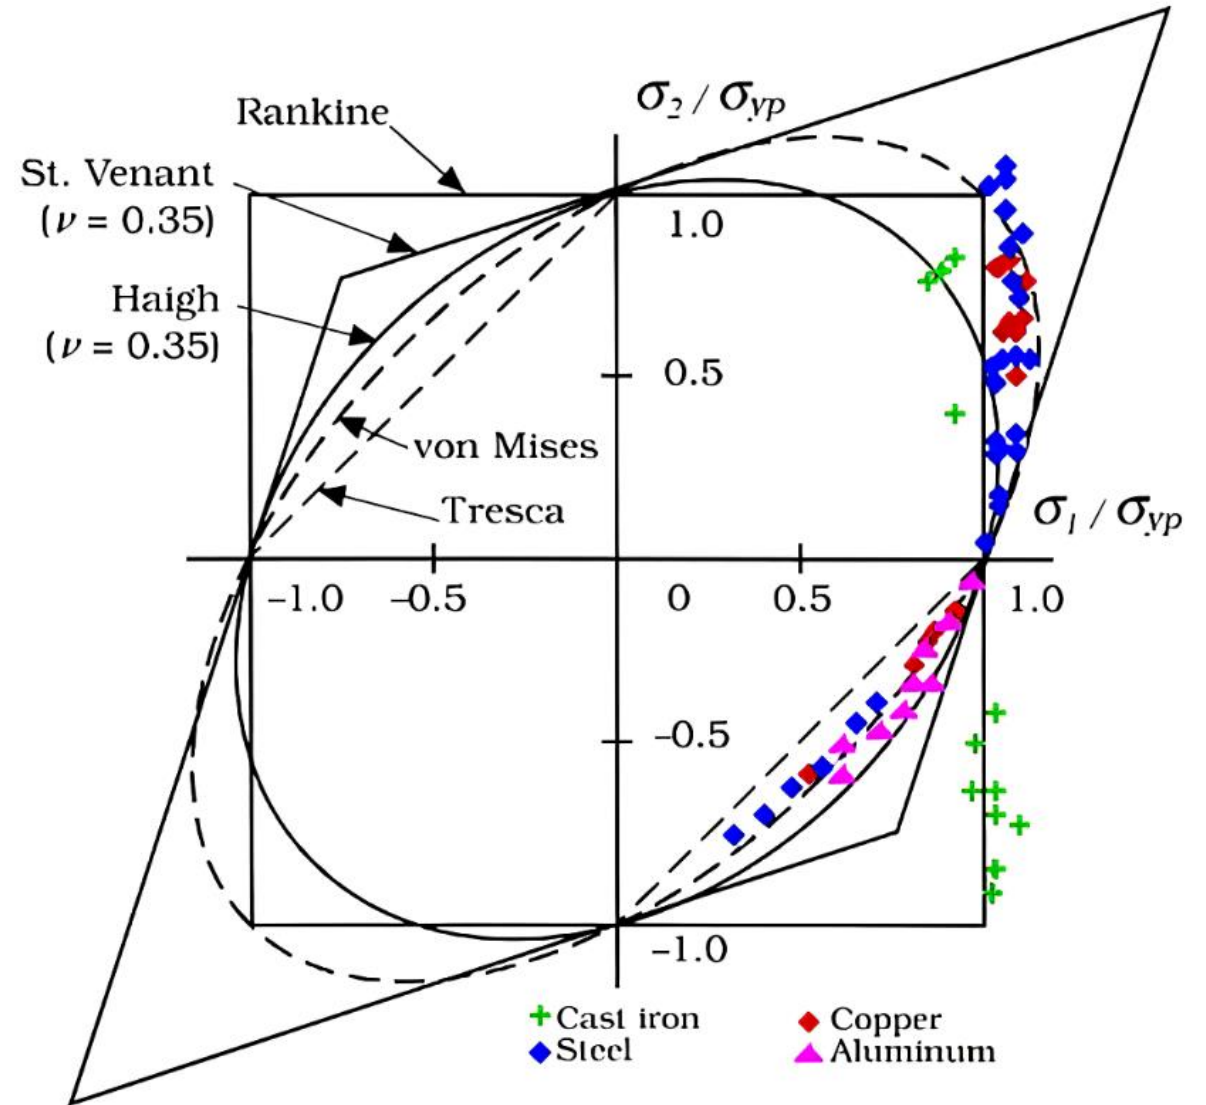 σ₂ / σyp
Rankine
St. Venant
(ν = 0.35)
1.0
Haigh
(ν = 0.35)
0.5
von Mises
Tresca
σ₁ / σyp
−1.0 −0.5 0 0.5 1.0
−0.5
−1.0
Cast iron
Copper
Steel
Aluminum